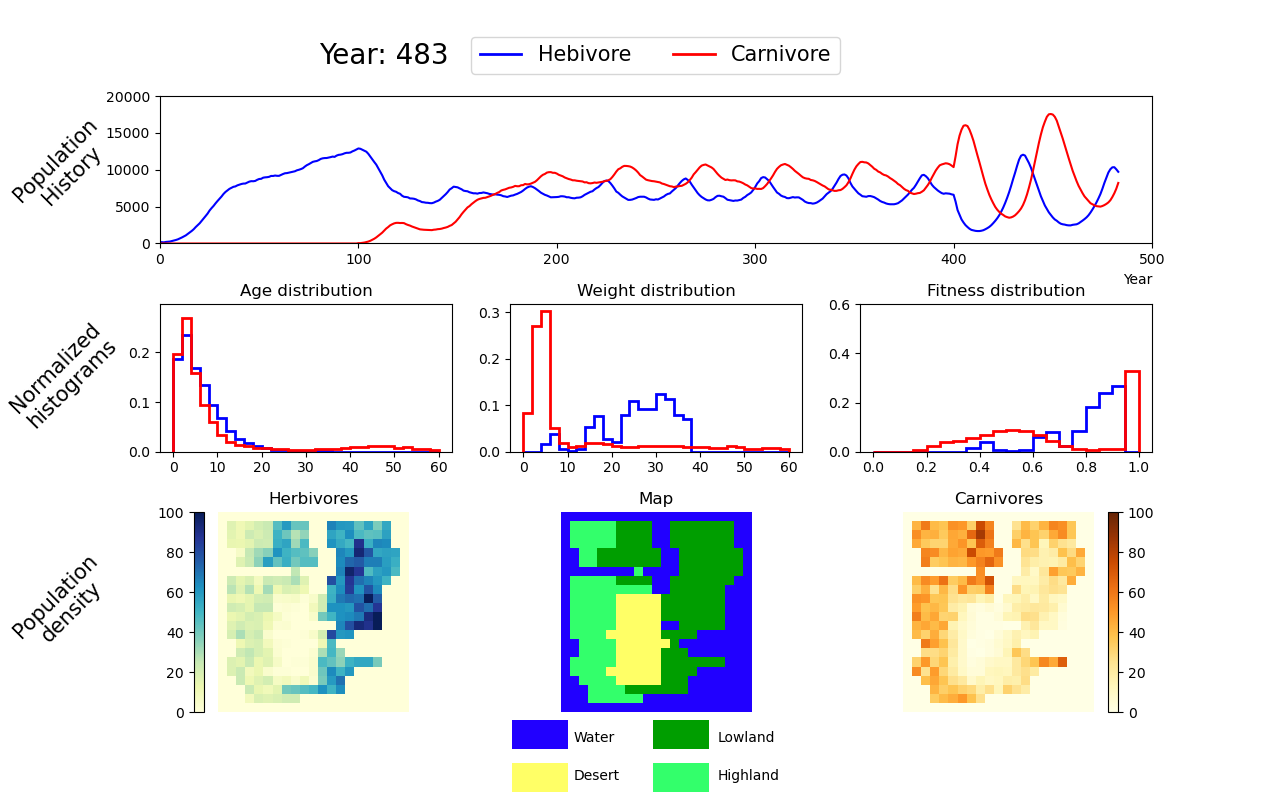 Year: 483
Hebivore
Carnivore
Population
History
20000
15000
10000
5000
0
0
100
200
300
400
500
Year
Normalized
histograms
Age distribution
Weight distribution
Fitness distribution
0.2
0.1
0.0
0
10
20
30
40
50
60
0.3
0.2
0.1
0.0
0
10
20
30
40
50
60
0.6
0.4
0.2
0.0
0.0
0.2
0.4
0.6
0.8
1.0
Population
density
Herbivores
Map
Carnivores
100
80
60
40
20
0
100
80
60
40
20
0
Water
Lowland
Desert
Highland